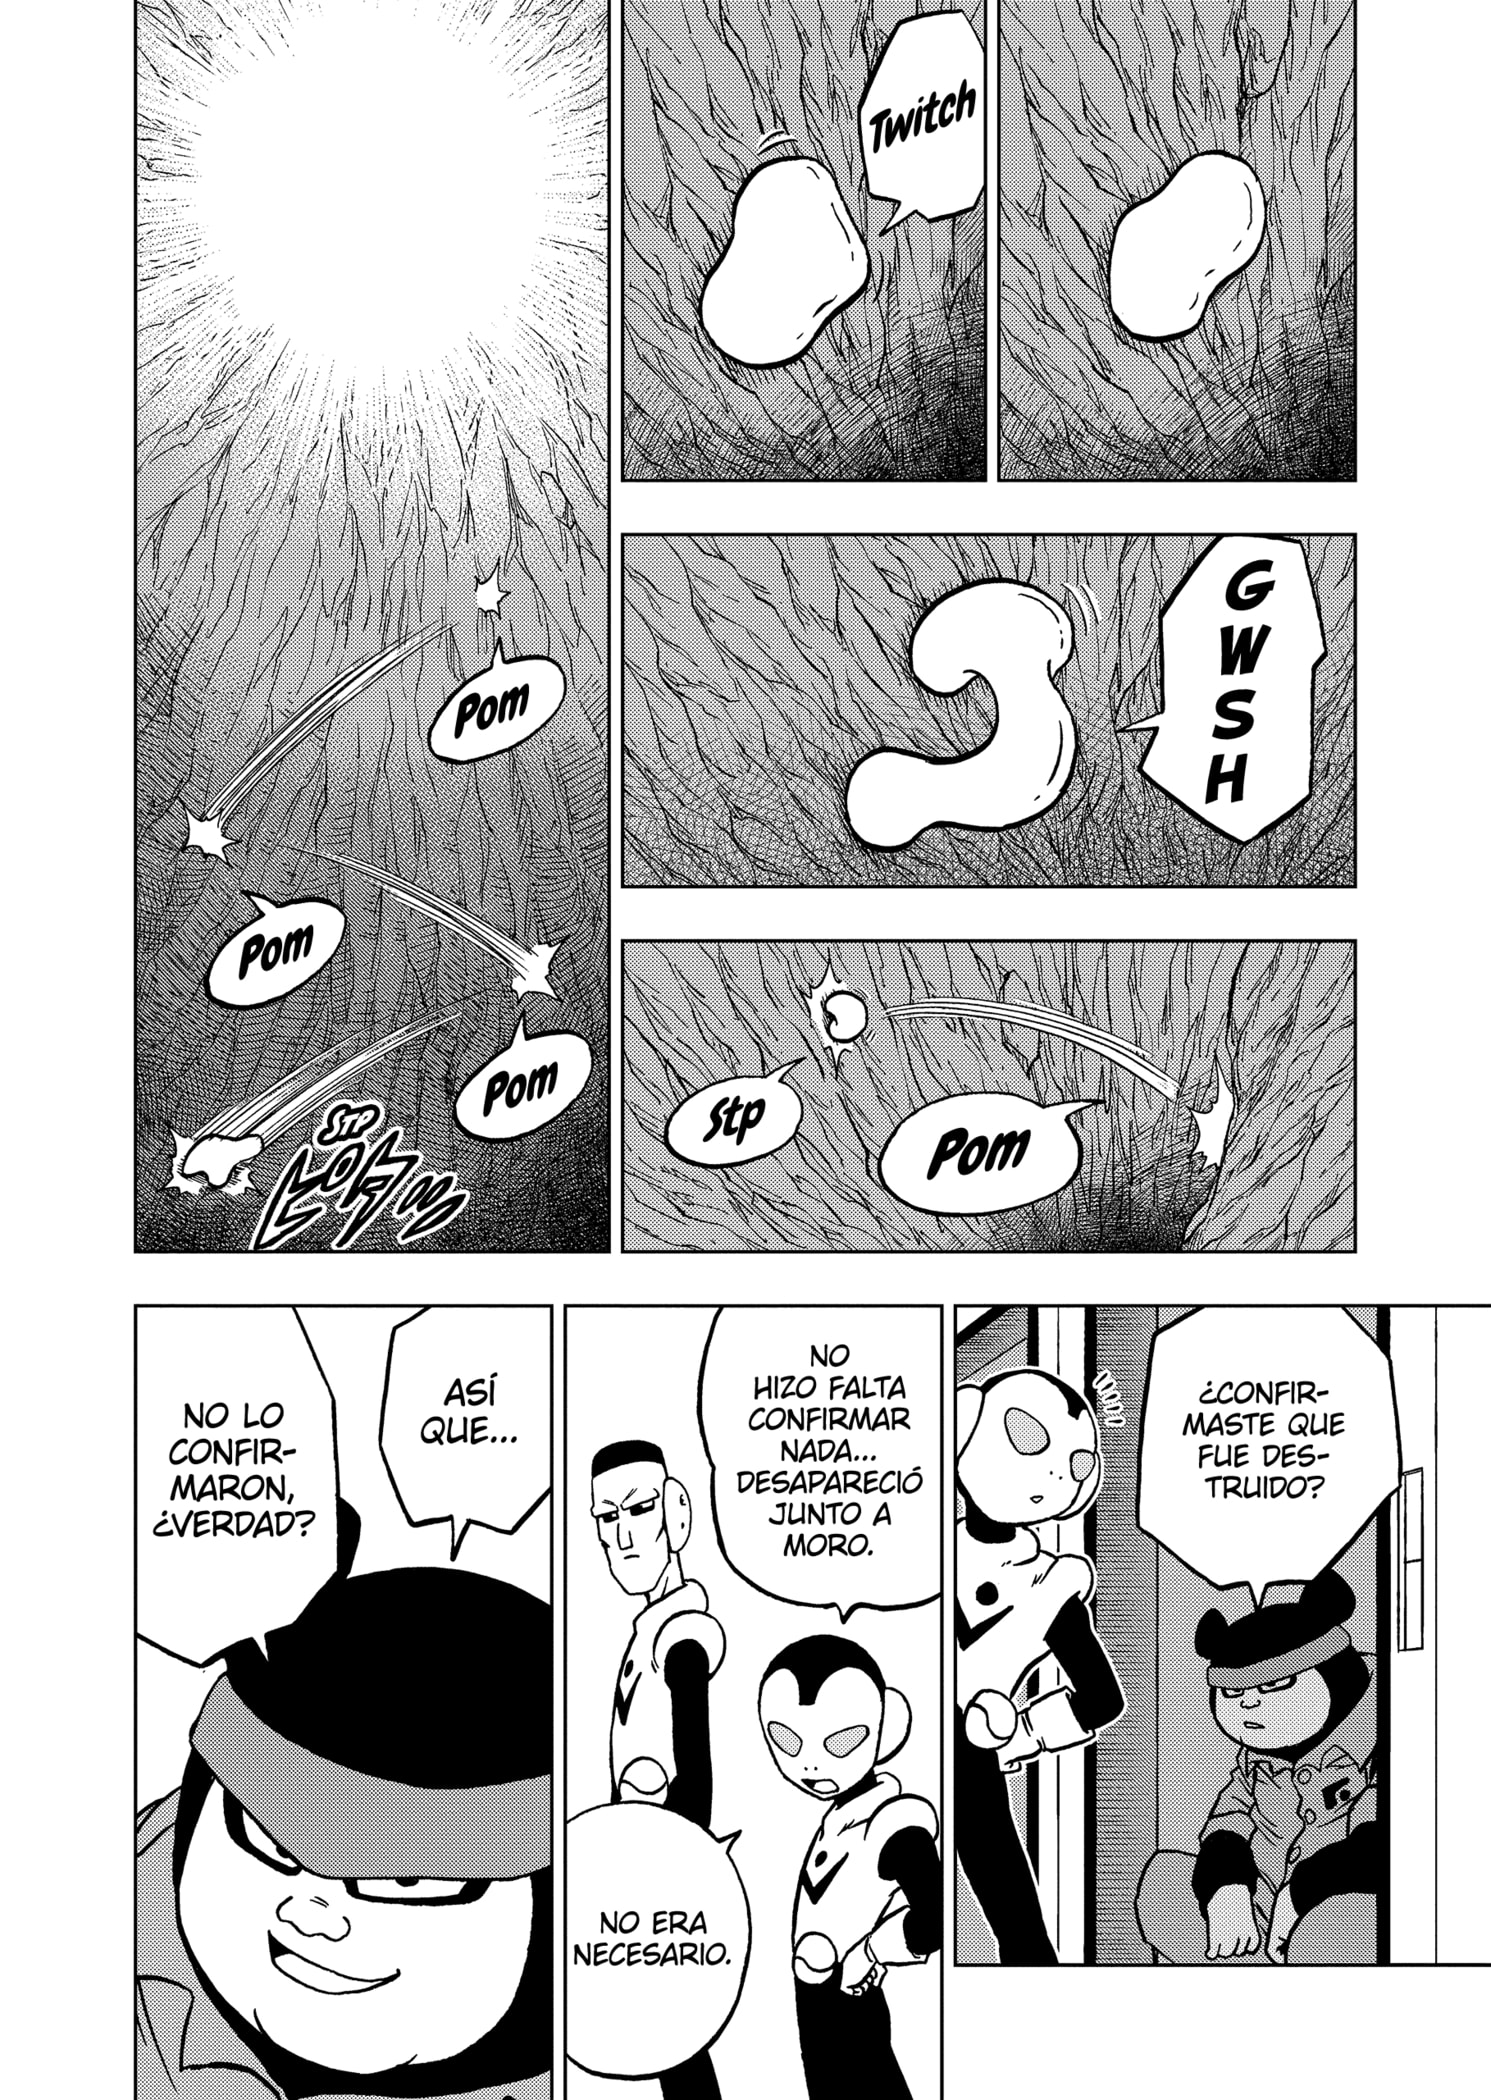 Twitch
G
W
S
H
Pom
Stp
Pom
Pom
Pom
STP
¿CONFIR-
MASTE QUE
FUE DES-
TRUIDO?
NO
HIZO FALTA
CONFIRMAR
NADA...
DESAPARECIÓ
JUNTO A
MORO.
NO ERA
NECESARIO.
ASÍ
QUE...
NO LO
CONFIR-
MARON,
¿VERDAD?